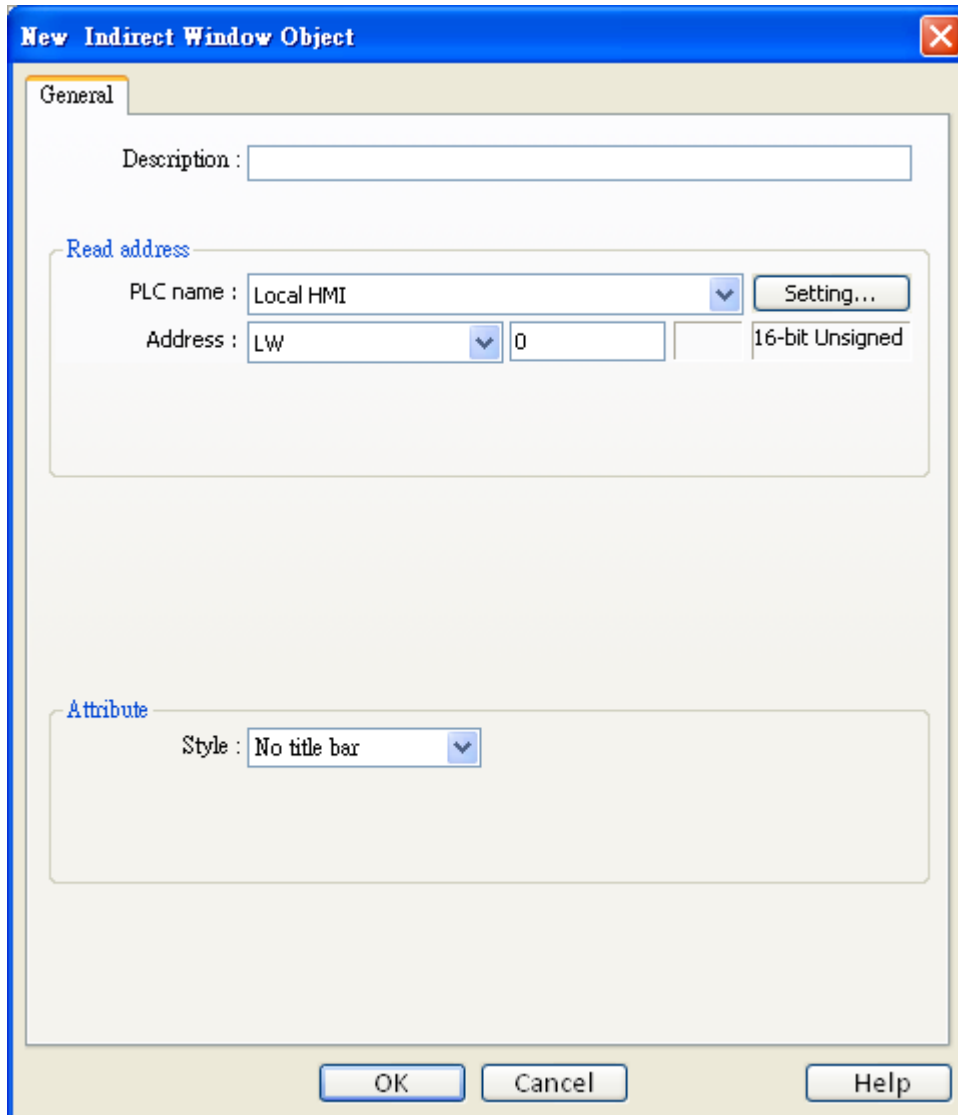 New Indirect Window Object
General
Description :
Read address
PLC name : Local HMI Setting...
Address : LW 0 16-bit Unsigned
Attribute
Style : No title bar
OK Cancel Help